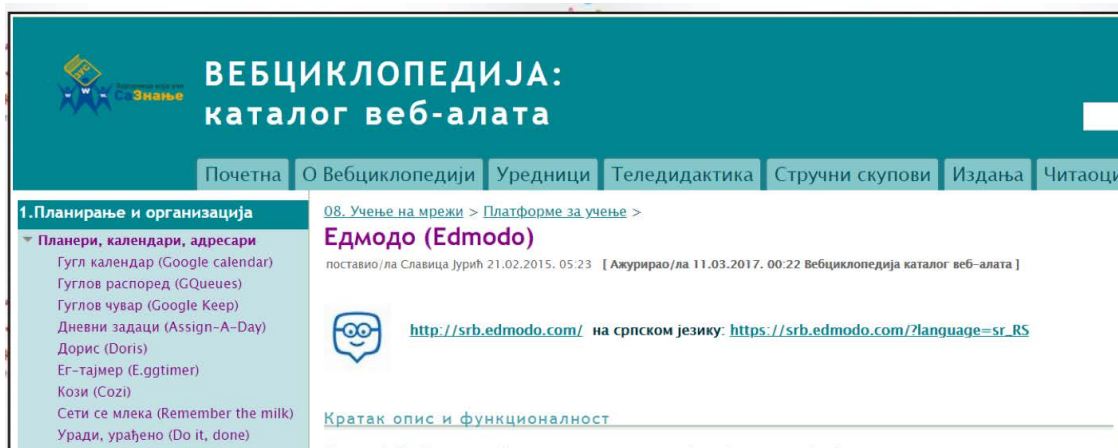 СаЗнање
ВЕБЦИКЛОПЕДИЈА:
каталог веб-алата
Почетна О Вебциклопедији Уредници Теледидактика Стручни скупови Издања Читаоци
1.Планирање и организација
Планери, календари, адресари
Гугл календар (Google calendar)
Гуглов распоред (GQueues)
Гуглов чувар (Google Keep)
Дневни задаци (Assign-A-Day)
Дорис (Doris)
Ег-тајмер (E.ggtimer)
Кози (Cozi)
Сети се млека (Remember the milk)
Уради, урађено (Do it, done)
08. Учење на мрежи > Платформе за учење >
Едмодо (Edmodo)
поставио/ла Славица Јурић 21.02.2015. 05:23 [ Ажурирао/ла 11.03.2017. 00:22 Вебциклопедија каталог веб-алата ]
http://srb.edmodo.com/ на српском језику: https://srb.edmodo.com/?language=sr_RS
Кратак опис и функционалност